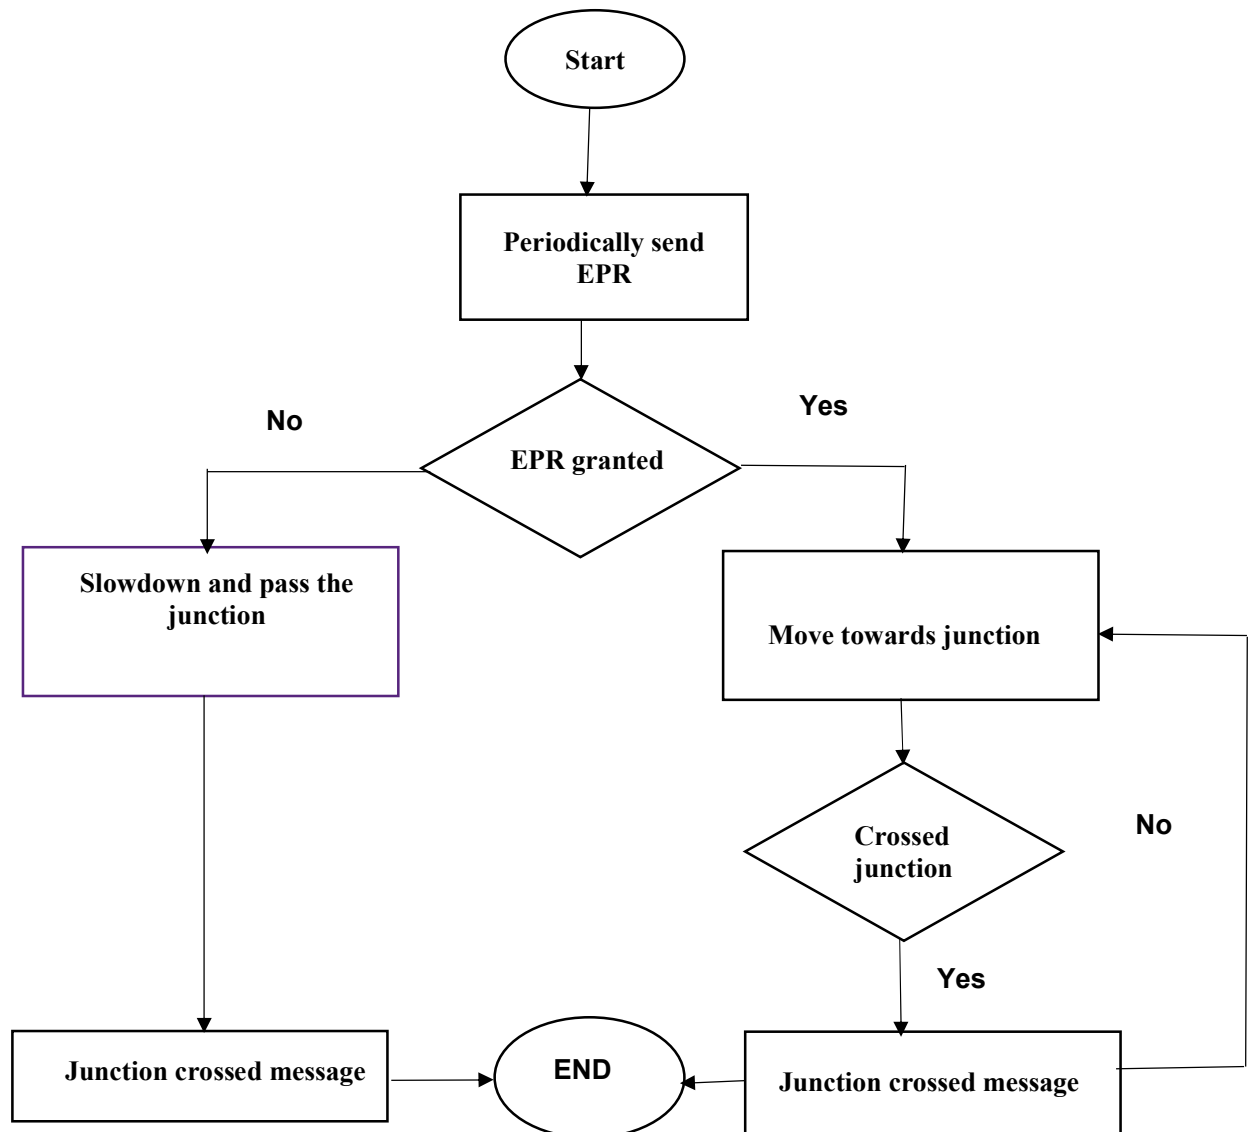 Start
Periodically send
EPR
No
Yes
EPR granted
Slowdown and pass the
junction
Move towards junction
Crossed
junction
No
Yes
Junction crossed message
END
Junction crossed message